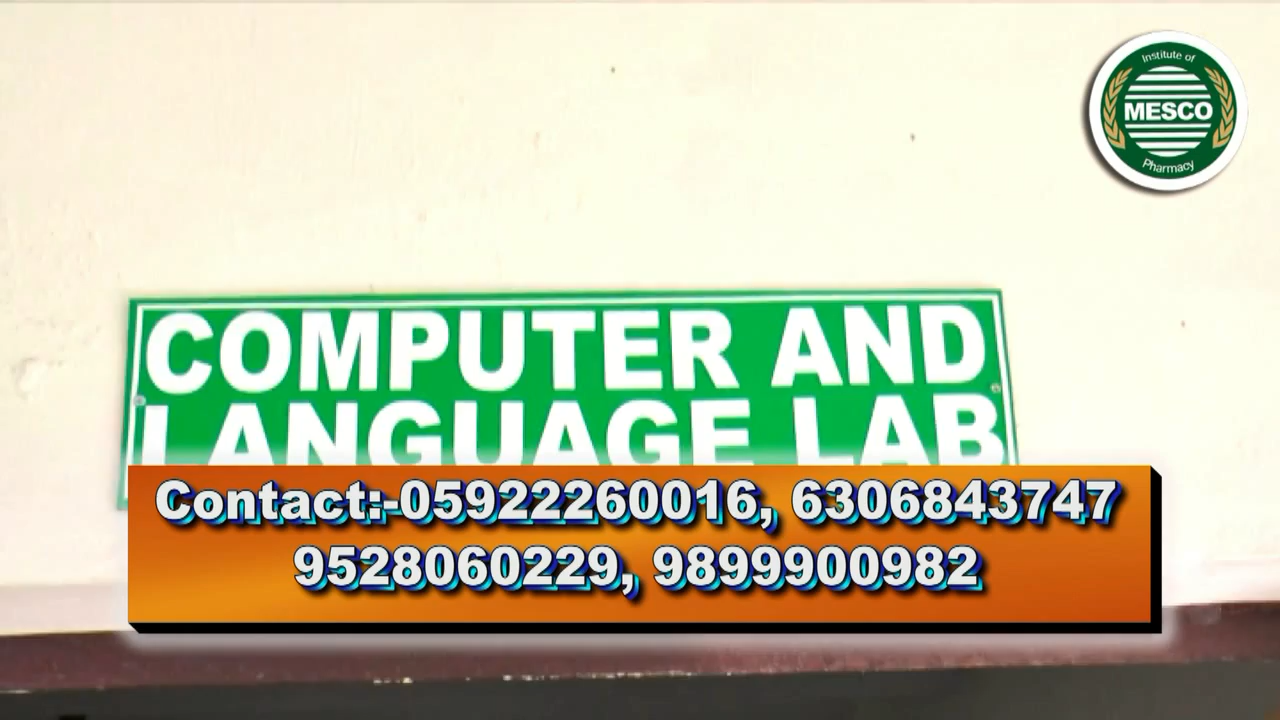 Institute of
MESCO
Pharmacy
COMPUTER AND
LANGUAGE LAB
Contact:-05922260016, 6306843747
9528060229, 9899900982